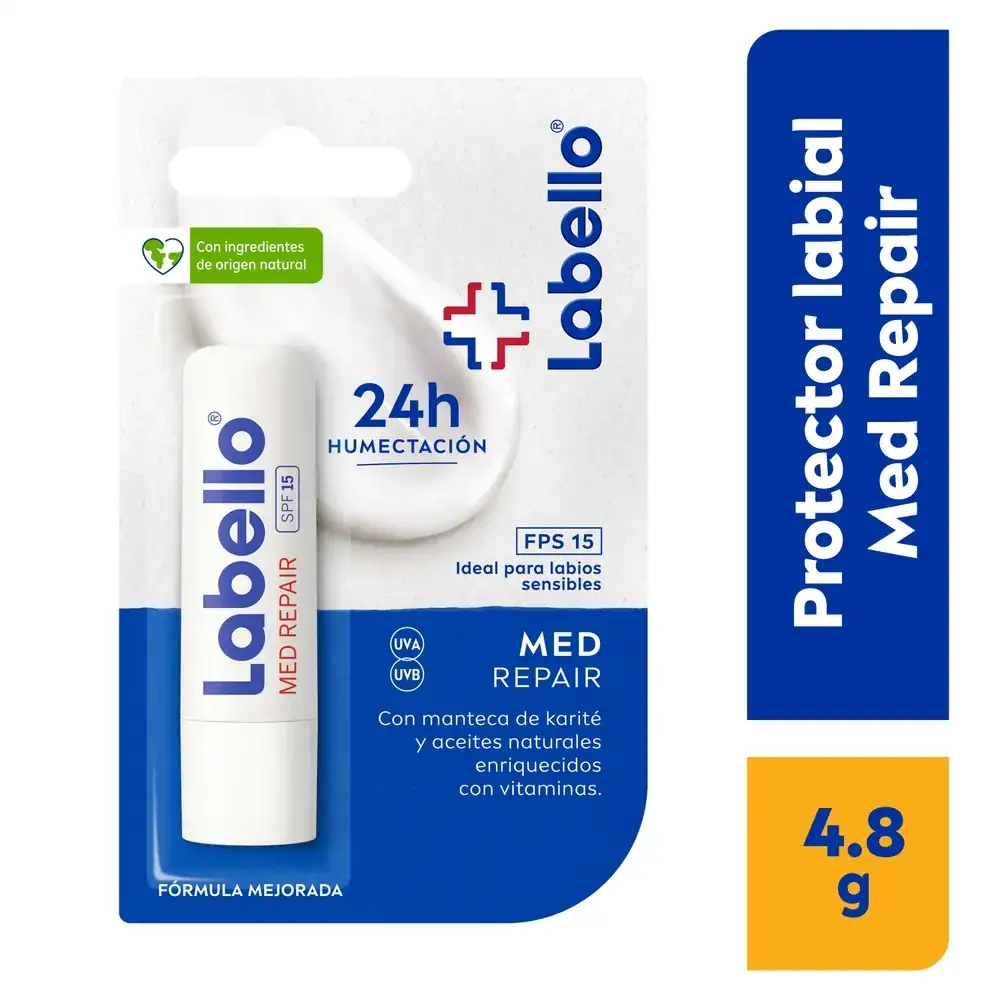 Con ingredientes
de origen natural
Labello®
24h
HUMECTACIÓN
FPS 15
Ideal para labios
sensibles
UVA
UVB
MED
REPAIR
Con manteca de karité
y aceites naturales
enriquecidos
con vitaminas.
FÓRMULA MEJORADA
Labello®
MED REPAIR
SPF 15
Protector labial
Med Repair
4.8
g